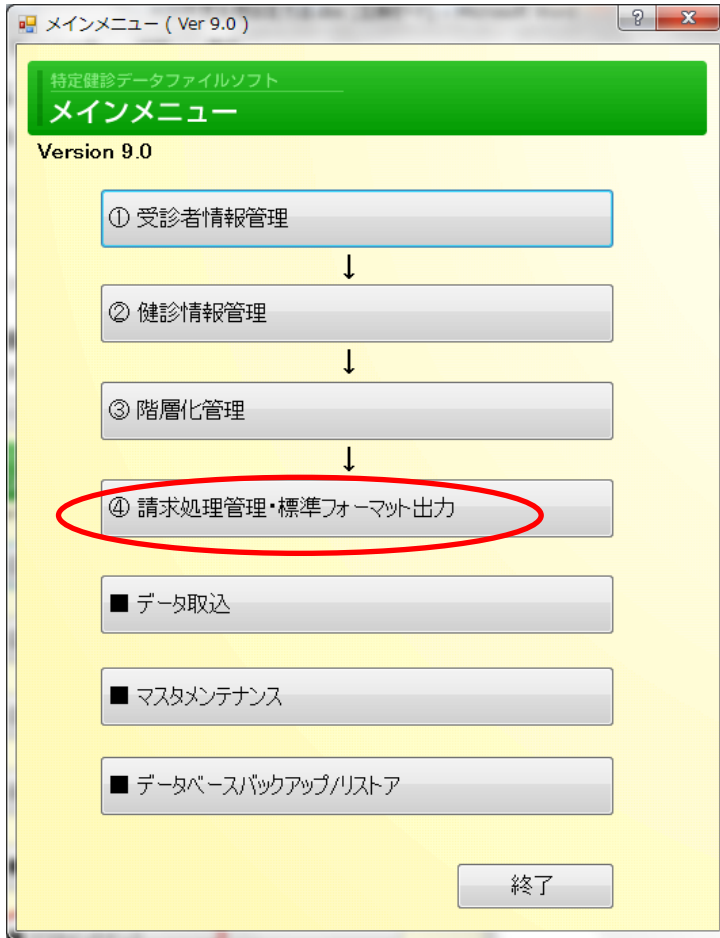 メインメニュー ( Ver 9.0 )
? x
特定健診データファイルソフト
メインメニュー
Version 9.0
① 受診者情報管理
↓
② 健診情報管理
↓
③ 階層化管理
↓
④ 請求処理管理・標準フォーマット出力
■ データ取込
■ マスタメンテナンス
■ データベースバックアップ/リストア
終了